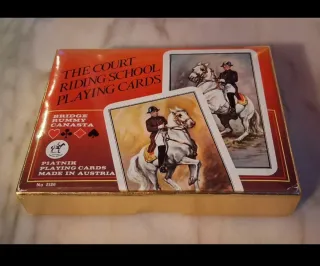 THE COURT
RIDING SCHOOL
PLAYING CARDS
BRIDGE
RUMMY
CANASTA
PIATNIK
PLAYING CARDS
MADE IN AUSTRIA